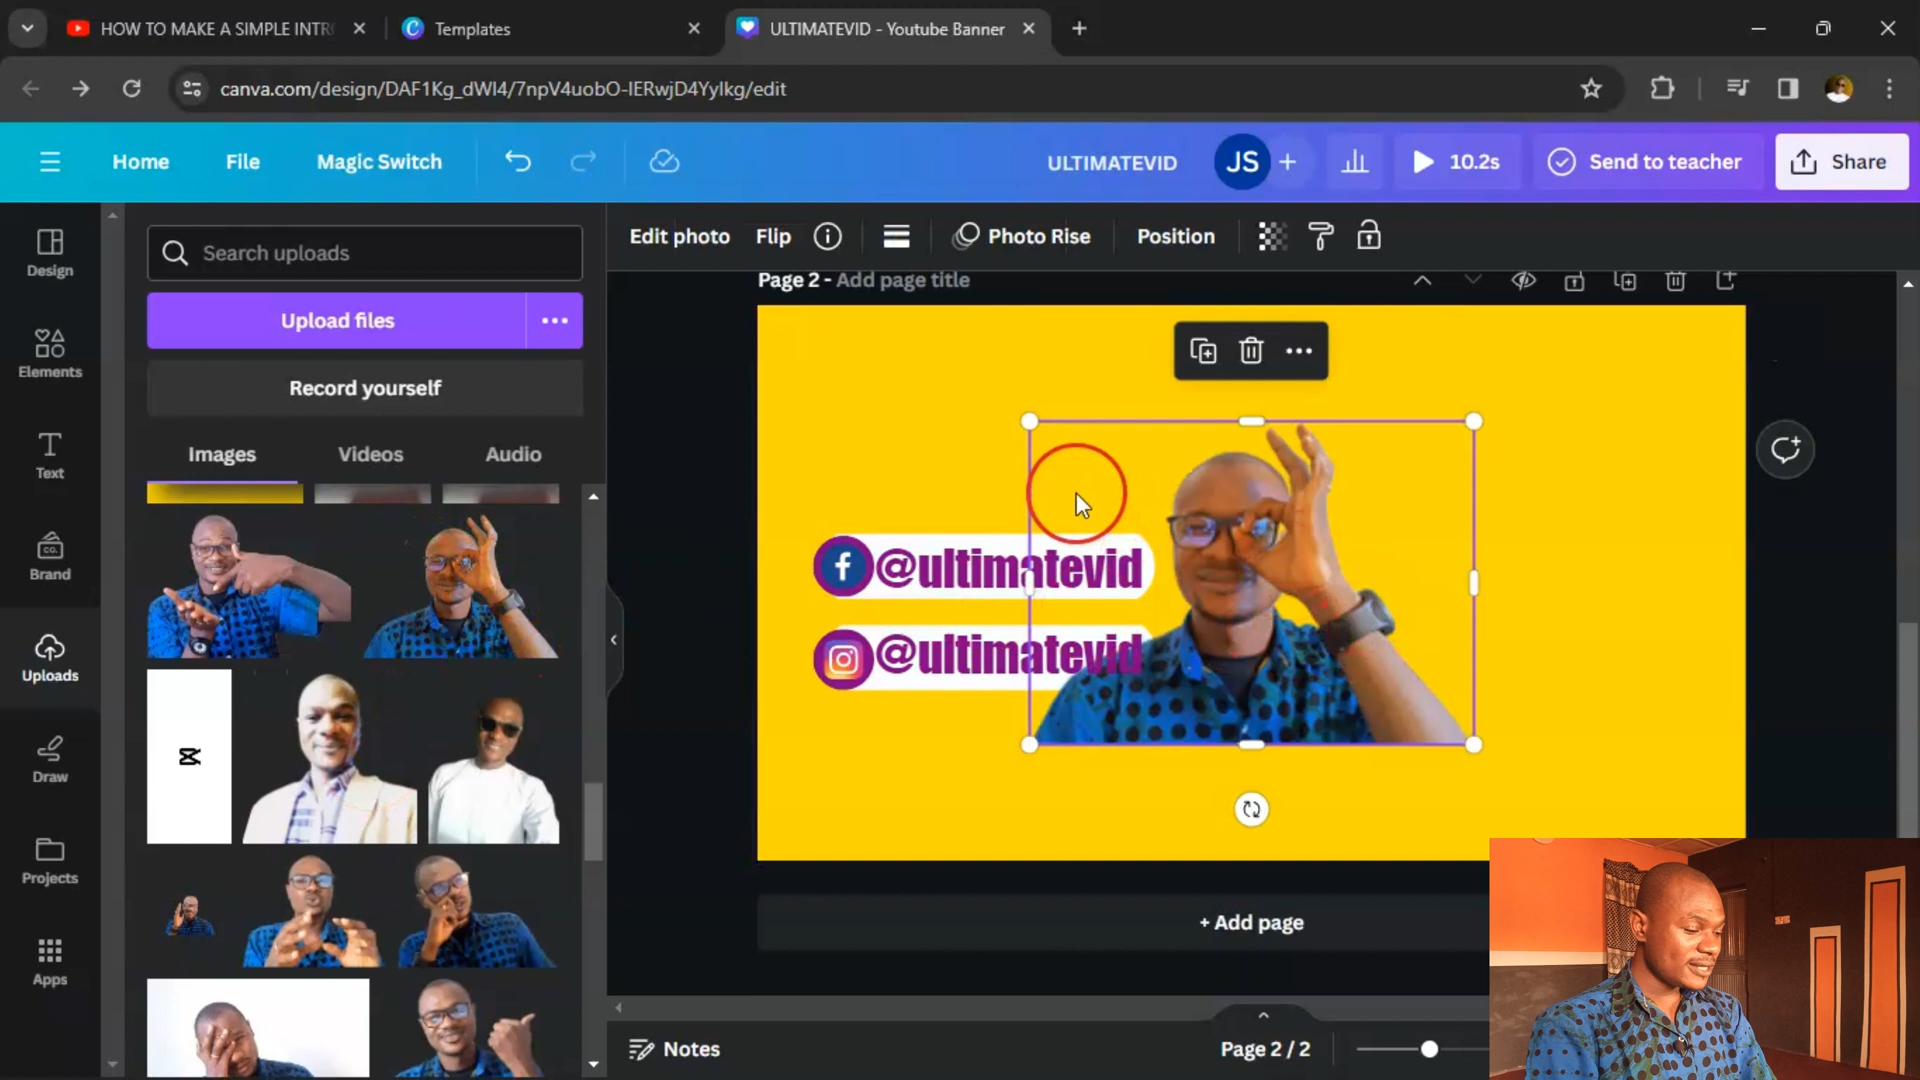 HOW TO MAKE A SIMPLE INTR
Templates
ULTIMATEVID - Youtube Banner
canva.com/design/DAF1Kg_dWI4/7npV4uobO-IERwjD4Yylkg/edit
Home
File
Magic Switch
ULTIMATEVID
JS
10.2s
Send to teacher
Share
Edit photo
Flip
Photo Rise
Position
Design
Elements
Text
Brand
Uploads
Draw
Projects
Apps
Search uploads
Upload files
Record yourself
Images
Videos
Audio
Page 2 - Add page title
@ultimatevid
@ultimatevid
+ Add page
Notes
Page 2 / 2